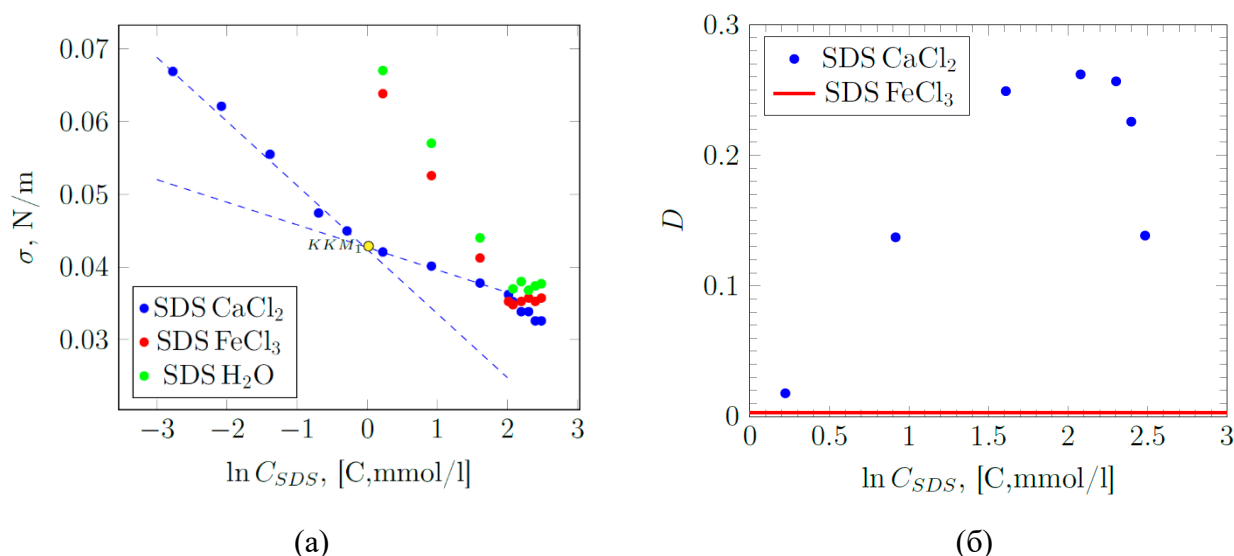 0.07
0.06
0.05
0.04
0.03
σ, N/m
KKM₁
SDS CaCl₂
SDS FeCl₃
SDS H₂O
−3 −2 −1 0 1 2 3
ln C_SDS, [C,mmol/l]
(а)
0.3
0.2
0.1
0
D
SDS CaCl₂
SDS FeCl₃
0 0.5 1 1.5 2 2.5 3
ln C_SDS, [C,mmol/l]
(б)